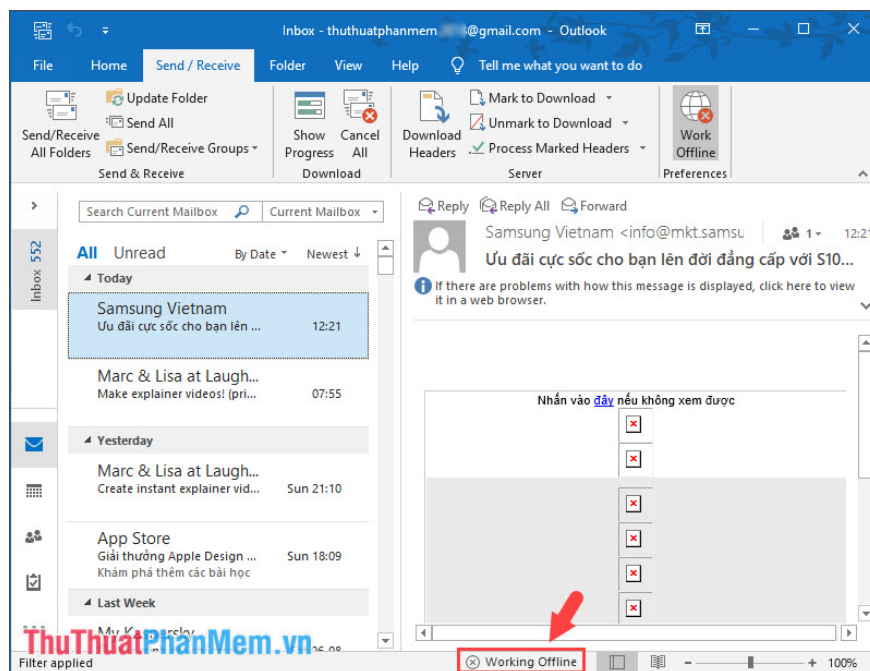 Inbox - thuthuatphanmem @gmail.com - Outlook
File Home Send / Receive Folder View Help Tell me what you want to do
Send/Receive All Folders
Update Folder
Send All
Send/Receive Groups
Send & Receive
Show Progress
Cancel All
Download
Download Headers
Mark to Download
Unmark to Download
Process Marked Headers
Server
Work Offline
Preferences
Inbox 552
Search Current Mailbox Current Mailbox
All Unread By Date Newest ↓
Today
Samsung Vietnam
Ưu đãi cực sốc cho bạn lên ... 12:21
Marc & Lisa at Laugh...
Make explainer videos! (pri... 07:55
Yesterday
Marc & Lisa at Laugh...
Create instant explainer vid... Sun 21:10
App Store
Giải thưởng Apple Design ... Sun 18:09
Khám phá thêm các bài học
Last Week
My Kaspersky
Reply Reply All Forward
Samsung Vietnam <info@mkt.samsu 1 12:21
Ưu đãi cực sốc cho bạn lên đời đẳng cấp với S10...
If there are problems with how this message is displayed, click here to view
it in a web browser.
Nhấn vào đây nếu không xem được
ThuThuatPhanMem.vn
Filter applied
Working Offline
100%